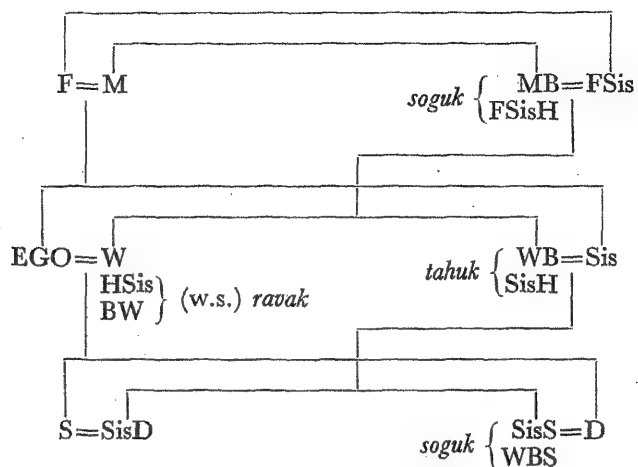 F=M soguk { MB=FSis
FSisH
EGO=W tahuk { WB=Sis
HSis } (w.s.) ravak SisH
BW
S=SisD soguk { SisS=D
WBS